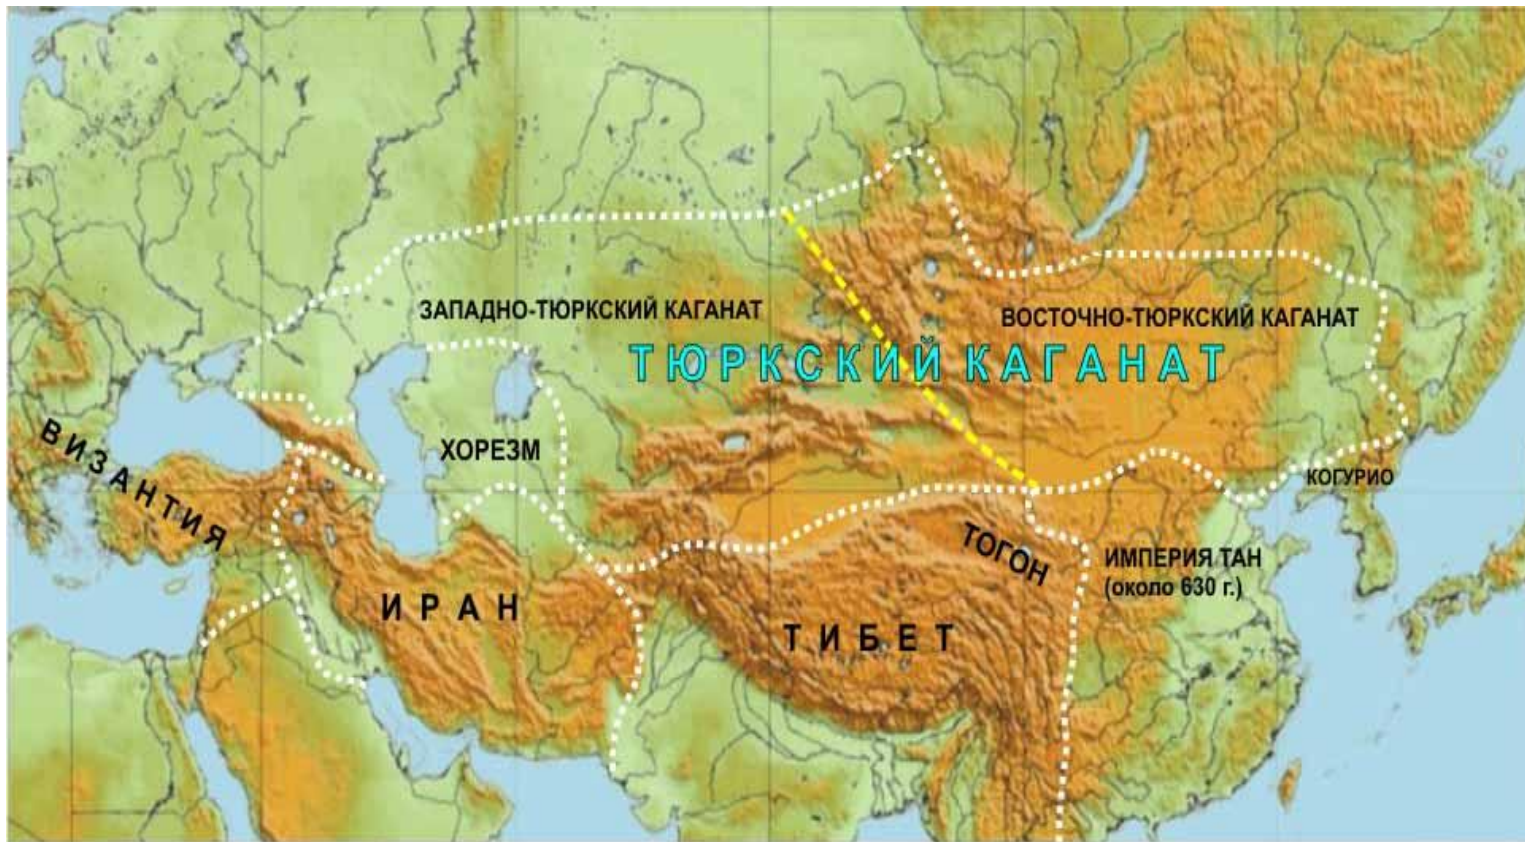 ЗАПАДНО-ТЮРКСКИЙ КАГАНАТ
ВОСТОЧНО-ТЮРКСКИЙ КАГАНАТ
ТЮРКСКИЙ КАГАНАТ
ВИЗАНТИЯ
ХОРЕЗМ
КОГУРИО
ТОГОН
ИМПЕРИЯ ТАН
(около 630 г.)
ИРАН
ТИБЕТ